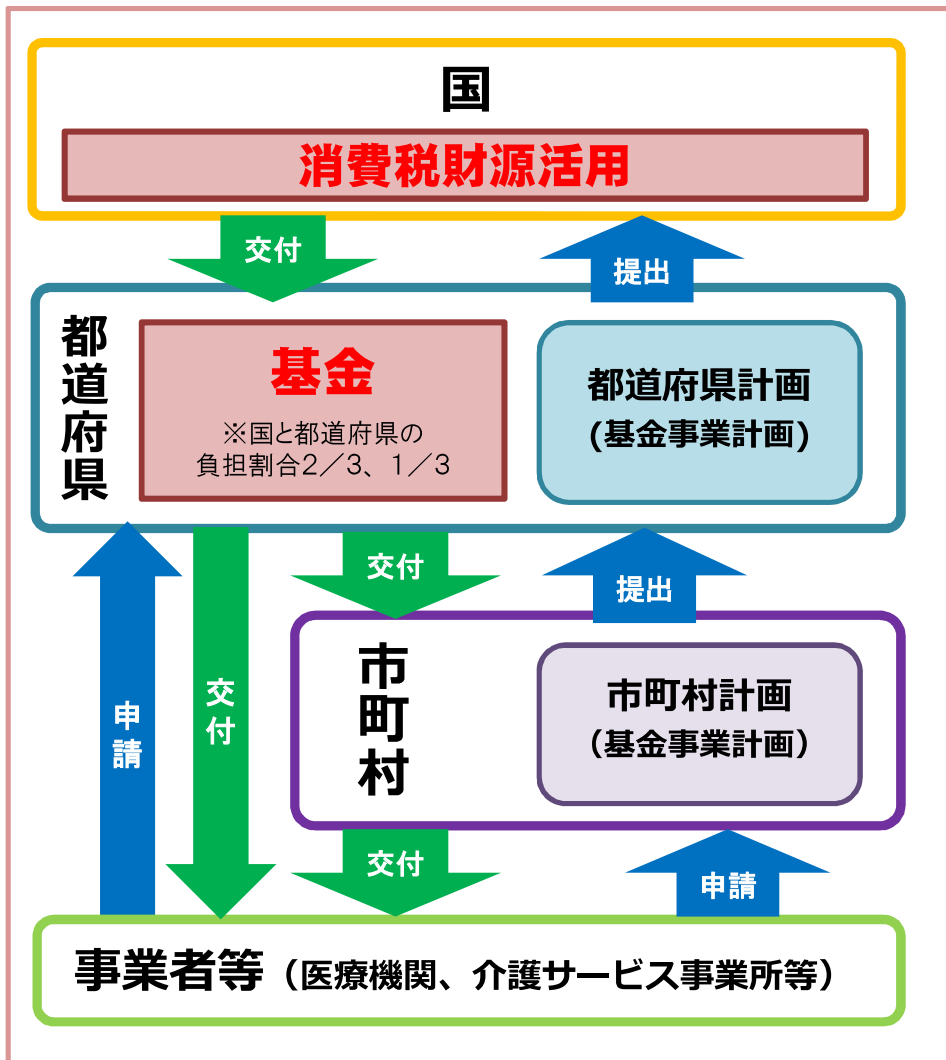 国
消費税財源活用
交付
提出
都道府県
基金
※国と都道府県の
負担割合2／3、1／3
都道府県計画
(基金事業計画)
交付
提出
申請
交付
市町村
市町村計画
（基金事業計画）
交付
申請
事業者等（医療機関、介護サービス事業所等）